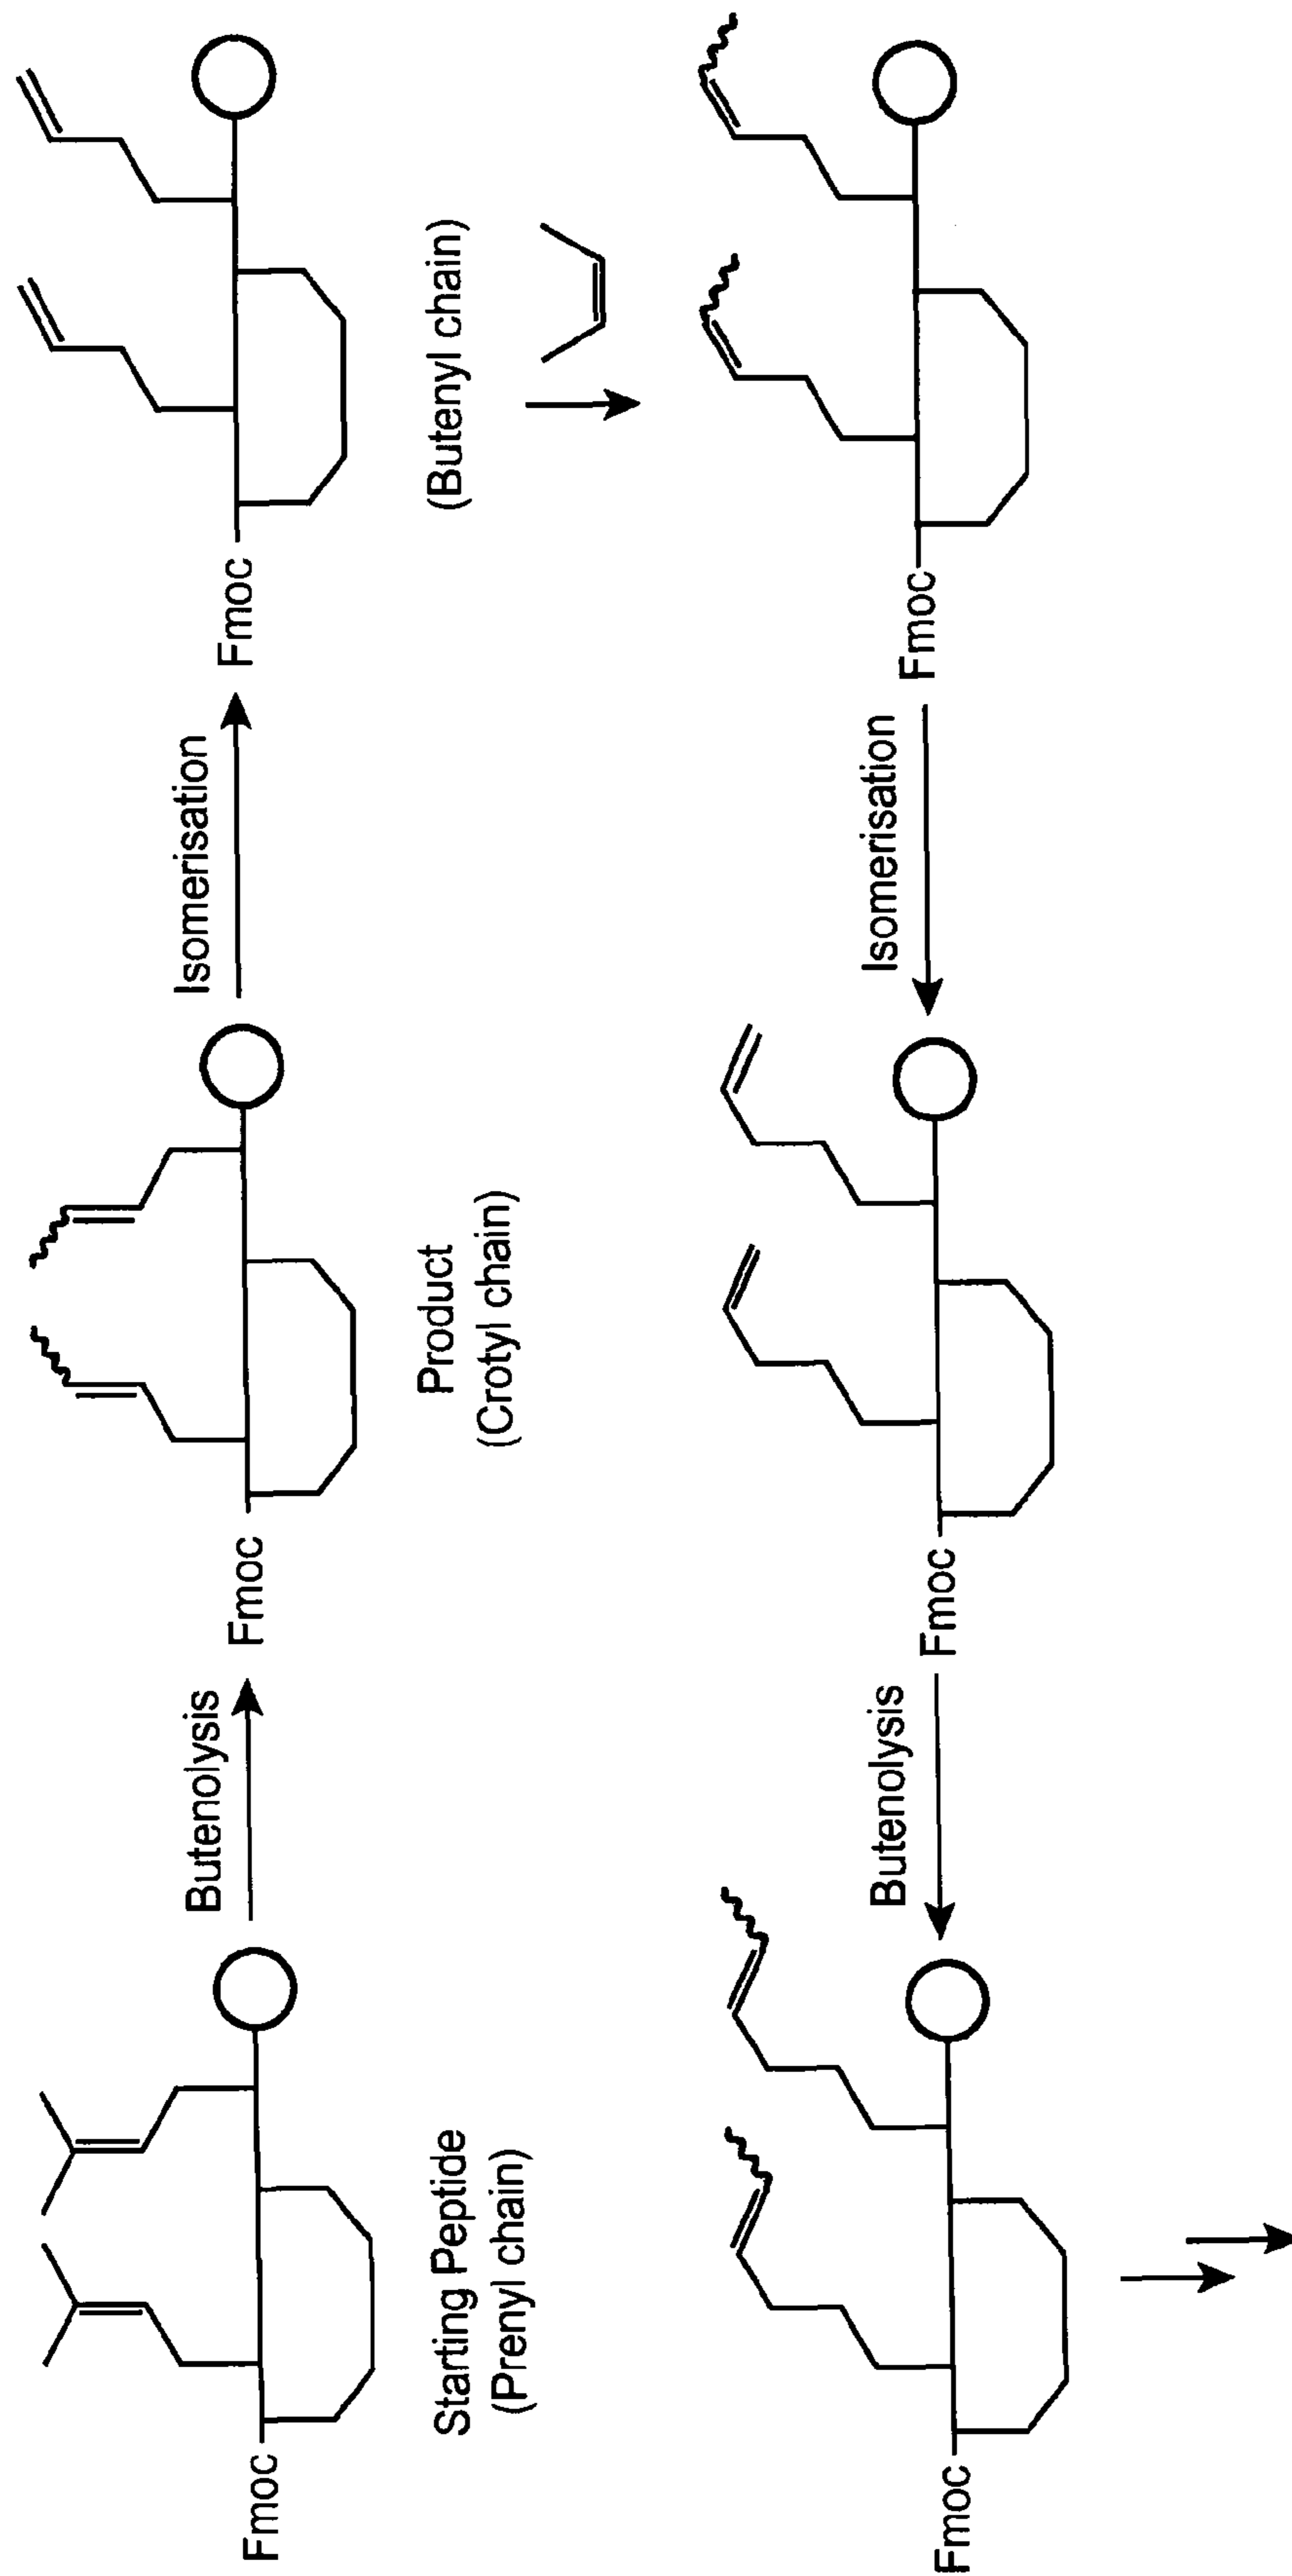 Fmoc
Butenolysis
Fmoc
Isomerisation
Fmoc
Starting Peptide
(Prenyl chain)
Product
(Crotyl chain)
(Butenyl chain)
Fmoc
Butenolysis
Fmoc
Isomerisation
Fmoc